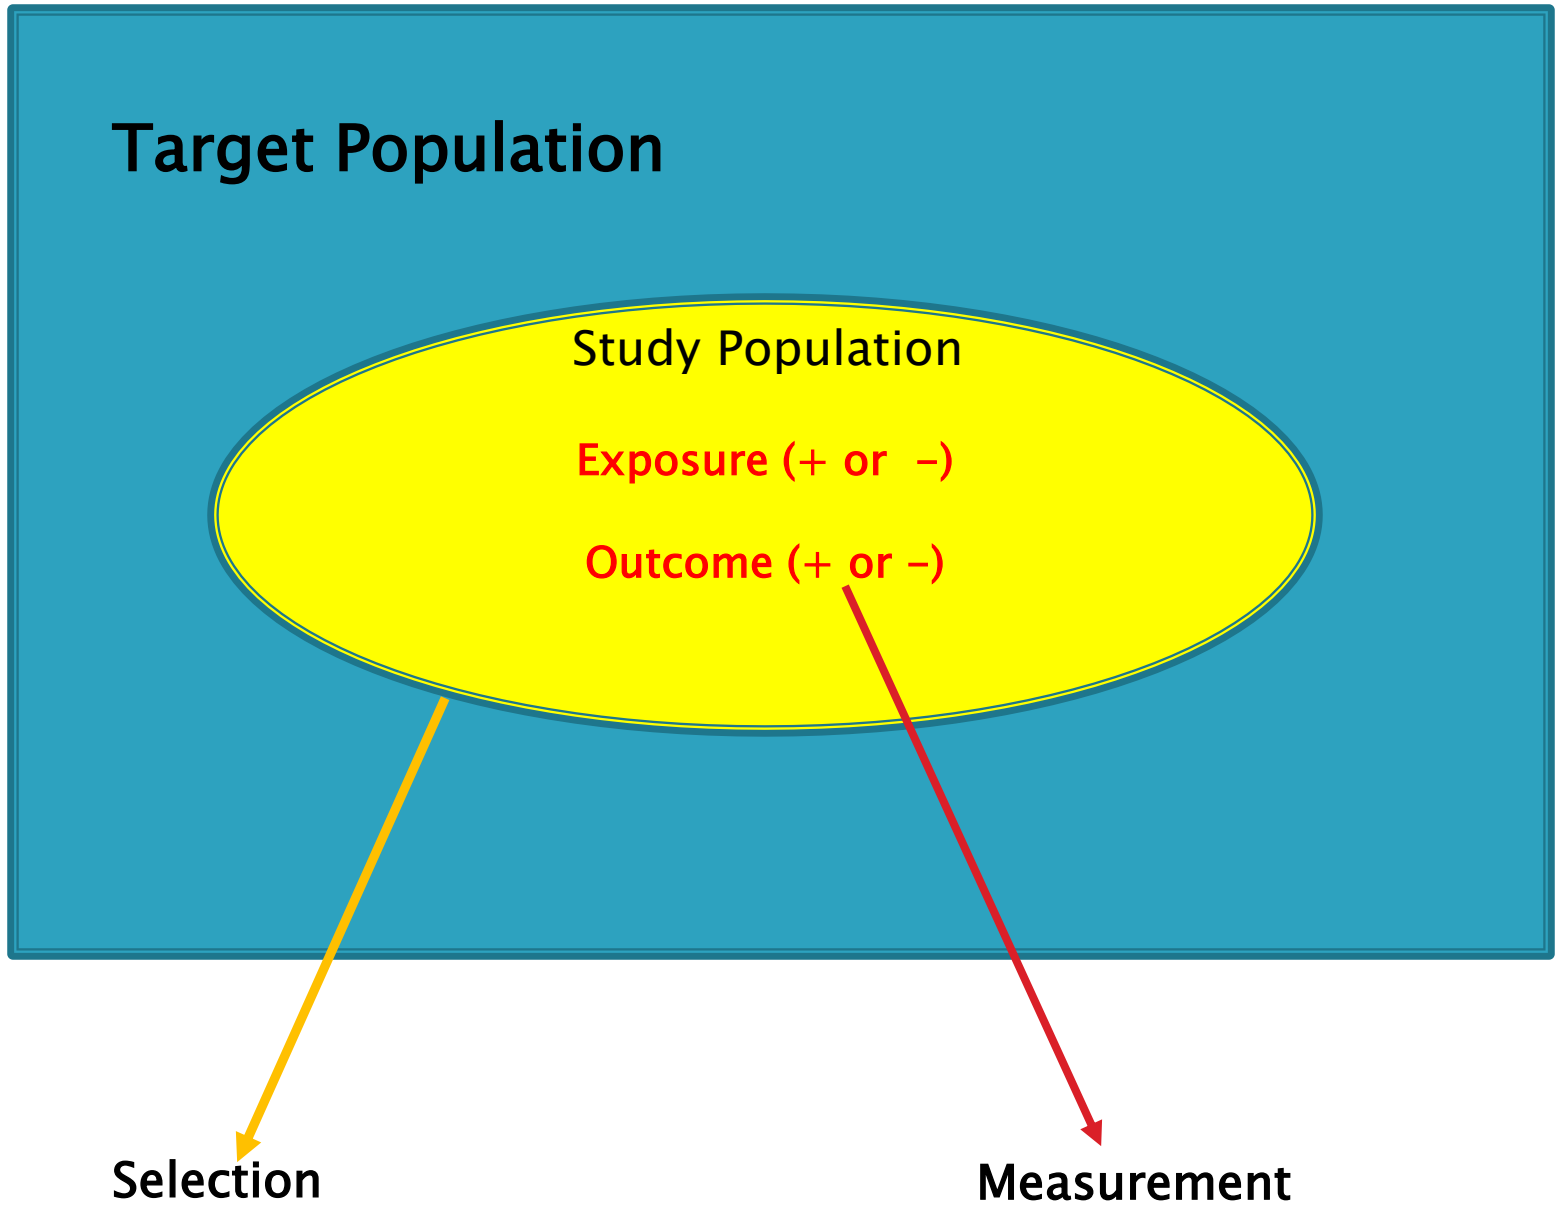 Target Population
Study Population
Exposure (+ or  -)
Outcome (+ or -)
Selection
Measurement